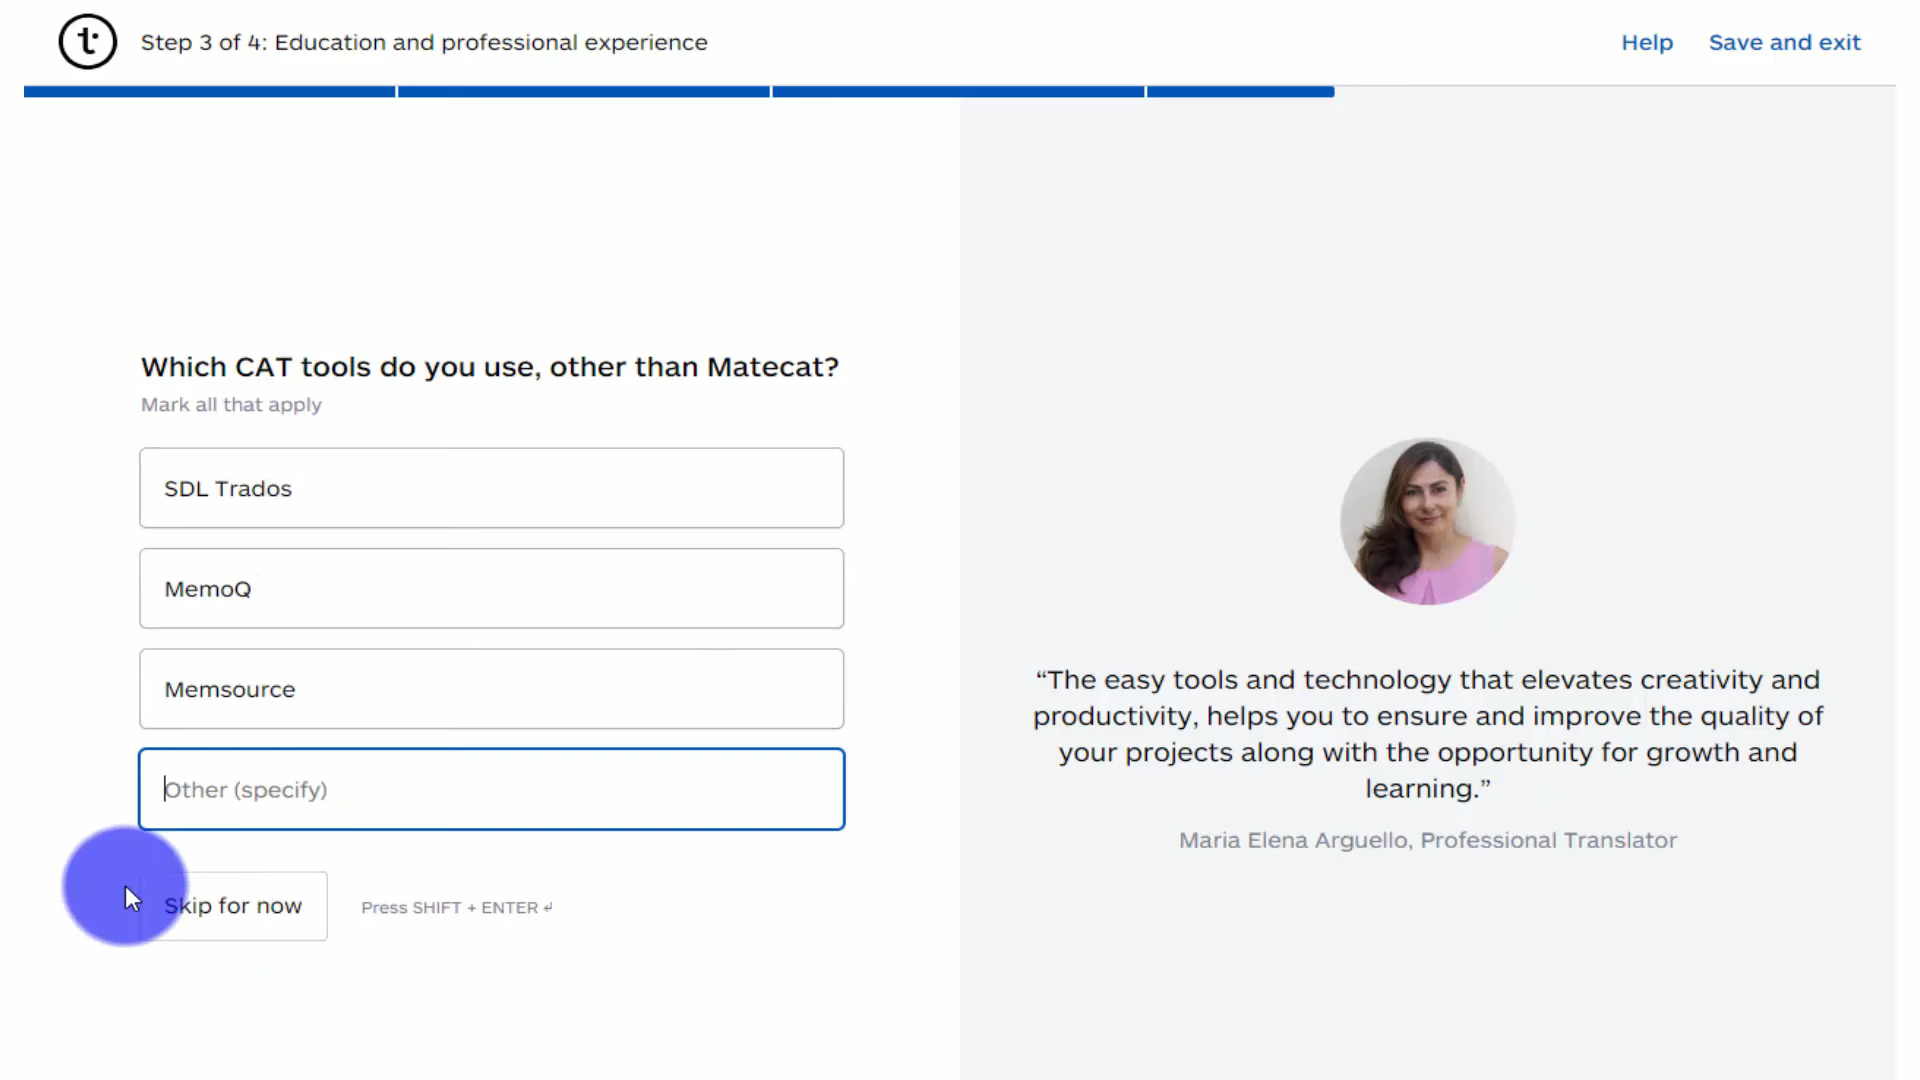 t
Step 3 of 4: Education and professional experience
Help
Save and exit
Which CAT tools do you use, other than Matecat?
Mark all that apply
SDL Trados
MemoQ
Memsource
Other (specify)
Skip for now
Press SHIFT + ENTER ↵
“The easy tools and technology that elevates creativity and
productivity, helps you to ensure and improve the quality of
your projects along with the opportunity for growth and
learning.”
Maria Elena Arguello, Professional Translator